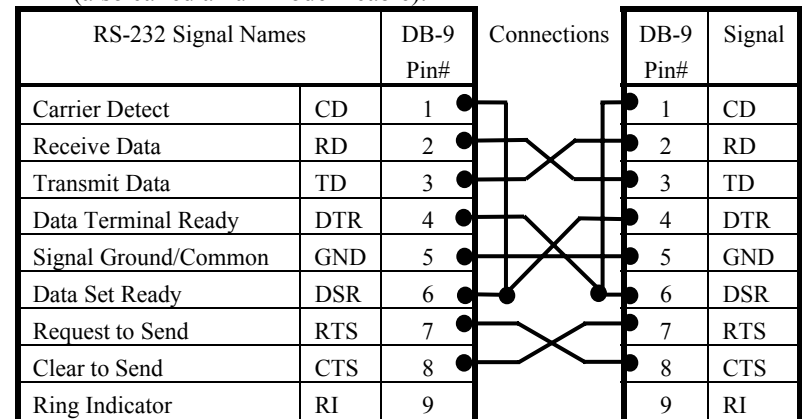 RS-232 Signal Names DB-9 Pin# Connections DB-9 Pin# Signal
Carrier Detect CD 1 1 CD
Receive Data RD 2 2 RD
Transmit Data TD 3 3 TD
Data Terminal Ready DTR 4 4 DTR
Signal Ground/Common GND 5 5 GND
Data Set Ready DSR 6 6 DSR
Request to Send RTS 7 7 RTS
Clear to Send CTS 8 8 CTS
Ring Indicator RI 9 9 RI